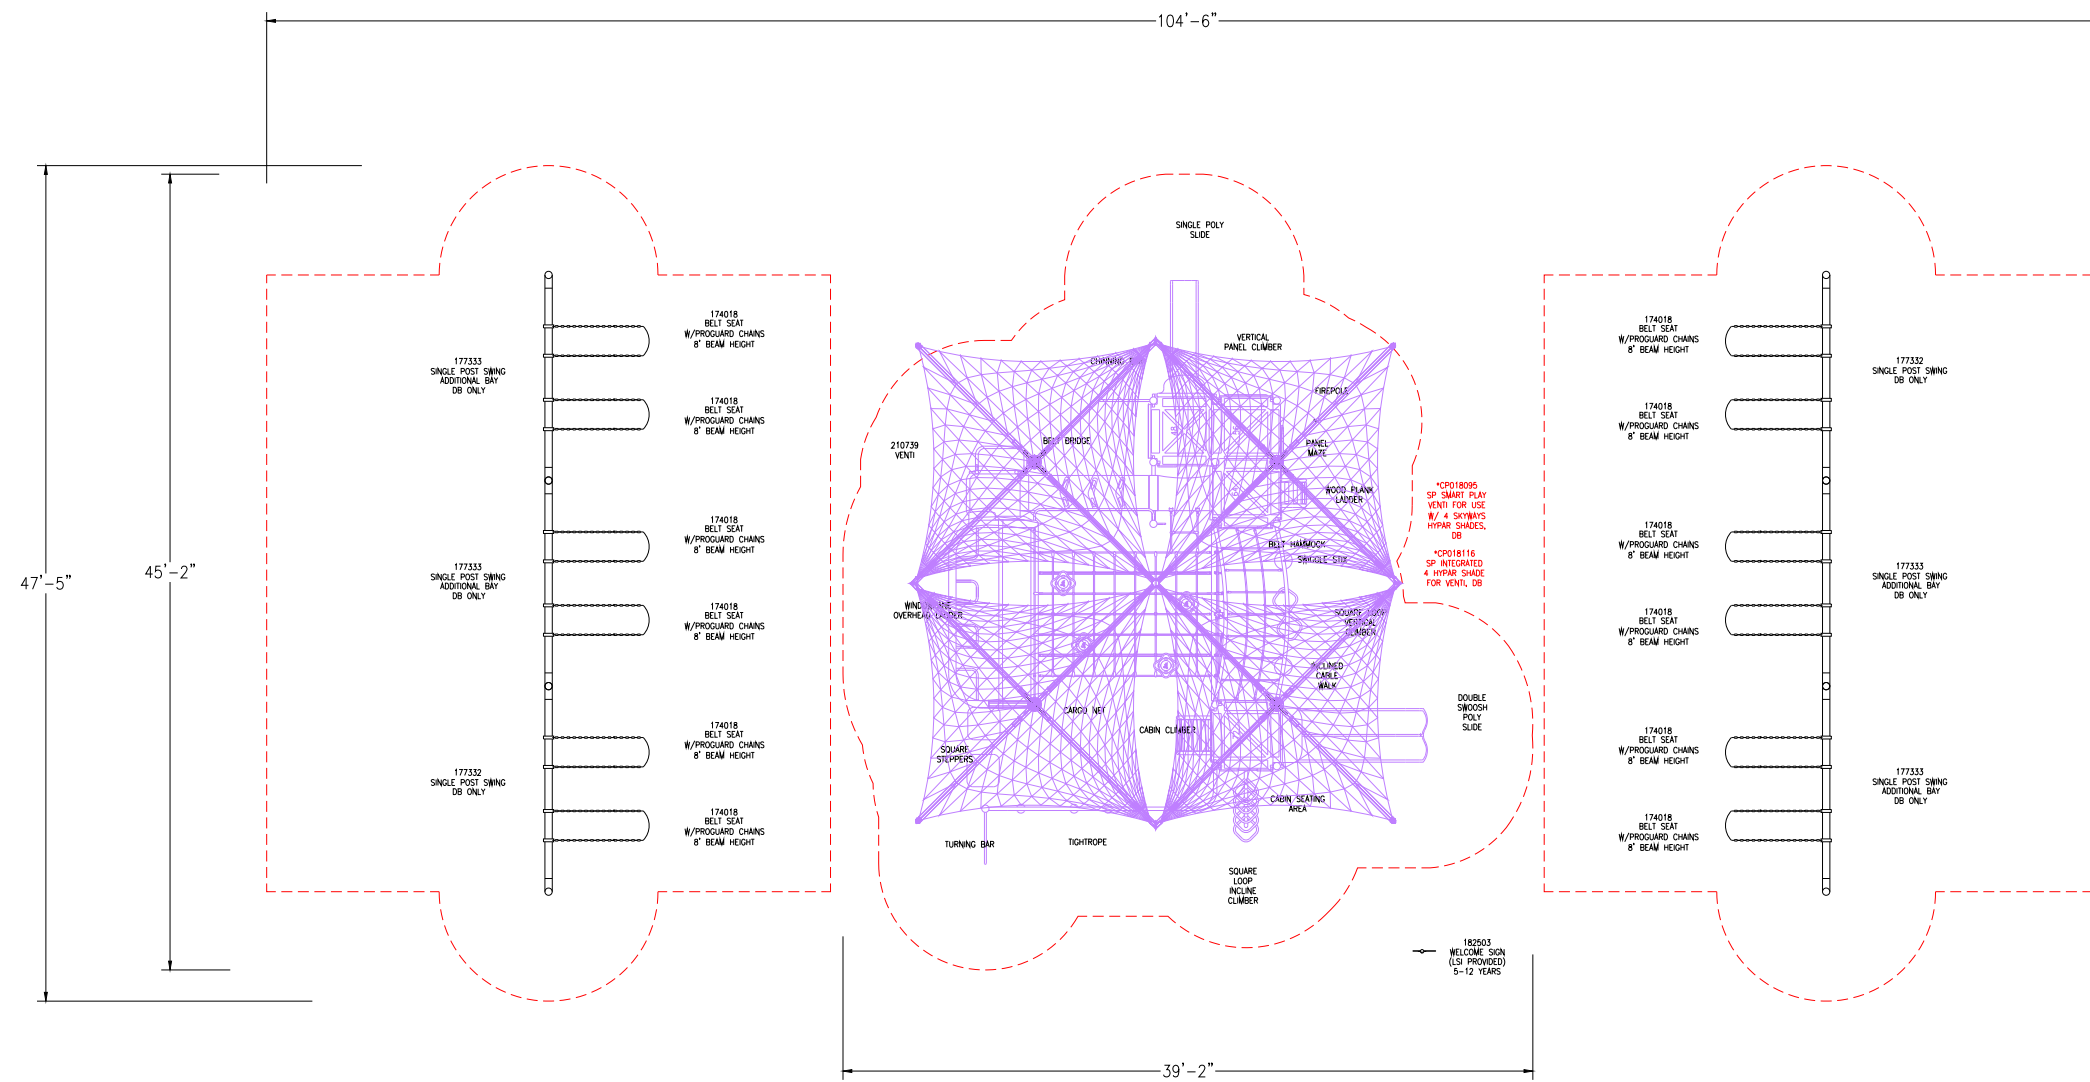 104'-6"
47'-5"
45'-2"
39'-2"
177333
SINGLE POST SWING
ADDITIONAL BAY
DB ONLY
177333
SINGLE POST SWING
ADDITIONAL BAY
DB ONLY
177332
SINGLE POST SWING
DB ONLY
174018
BELT SEAT
W/PROGUARD CHAINS
8' BEAM HEIGHT
174018
BELT SEAT
W/PROGUARD CHAINS
8' BEAM HEIGHT
174018
BELT SEAT
W/PROGUARD CHAINS
8' BEAM HEIGHT
174018
BELT SEAT
W/PROGUARD CHAINS
8' BEAM HEIGHT
174018
BELT SEAT
W/PROGUARD CHAINS
8' BEAM HEIGHT
174018
BELT SEAT
W/PROGUARD CHAINS
8' BEAM HEIGHT
SINGLE POLY
SLIDE
VERTICAL
PANEL CLIMBER
CHINNING
FIREPOLE
210739
VENTI
BELT BRIDGE
PANEL
MAZE
WOOD PLANK
LADDER
*CP018095
SP SMART PLAY
VENTI FOR USE
W/ 4 SKYWAYS
HYPAR SHADES,
DB
*CP018116
SP INTEGRATED
4 HYPAR SHADE
FOR VENTI, DB
BELT HAMMOCK
SWIGGLE STIX
OVERHEAD LADDER
SQUARE LOOP
VERTICAL
CLIMBER
INCLINED
CABLE
WALK
DOUBLE
SWOOSH
POLY
SLIDE
CARGO NET
CABIN CLIMBER
SQUARE
STEPPERS
CABIN SEATING
AREA
TURNING BAR
TIGHTROPE
SQUARE
LOOP
INCLINE
CLIMBER
182503
WELCOME SIGN
(LSI PROVIDED)
5-12 YEARS
174018
BELT SEAT
W/PROGUARD CHAINS
8' BEAM HEIGHT
174018
BELT SEAT
W/PROGUARD CHAINS
8' BEAM HEIGHT
174018
BELT SEAT
W/PROGUARD CHAINS
8' BEAM HEIGHT
174018
BELT SEAT
W/PROGUARD CHAINS
8' BEAM HEIGHT
174018
BELT SEAT
W/PROGUARD CHAINS
8' BEAM HEIGHT
174018
BELT SEAT
W/PROGUARD CHAINS
8' BEAM HEIGHT
177332
SINGLE POST SWING
DB ONLY
177333
SINGLE POST SWING
ADDITIONAL BAY
DB ONLY
177333
SINGLE POST SWING
ADDITIONAL BAY
DB ONLY